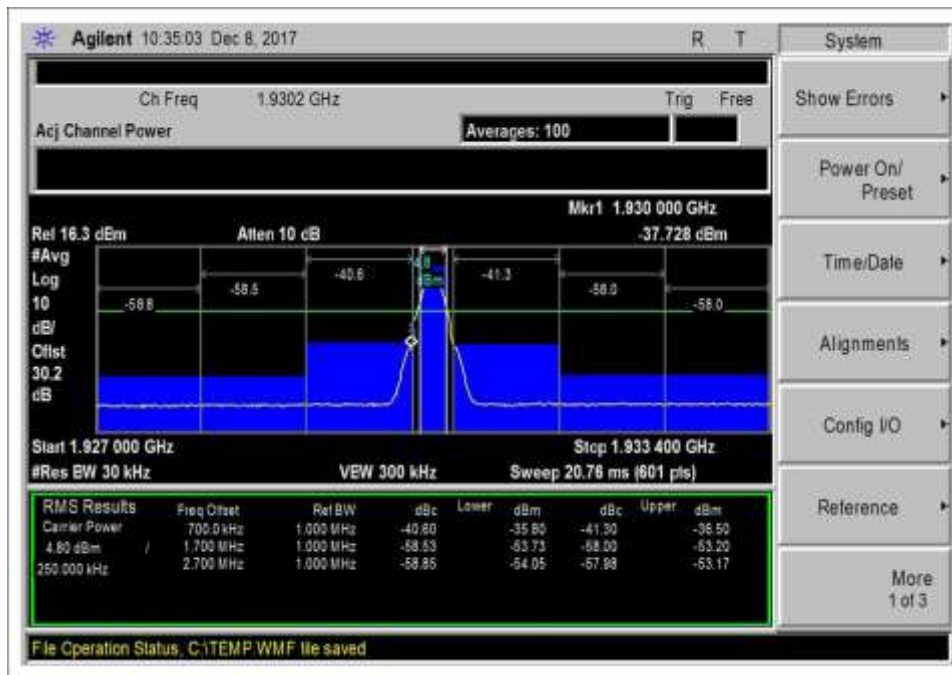 Agilent 10:35:03 Dec 8, 2017 R T
System
Ch Freq 1.9302 GHz Trig Free
Acj Channel Power Averages: 100
Show Errors
Power On/
Preset
Mkr1 1.930 000 GHz
Ref 16.3 dBm Atten 10 dB -37.728 dBm
#Avg
Log
10
dB/
Offst
30.2
dB
4.8
dBm
-58.8 -58.5 -40.6 -41.3 -58.0 -58.0
1
Time/Date
Alignments
Config I/O
Start 1.927 000 GHz Stop 1.933 400 GHz
#Res BW 30 kHz VBW 300 kHz Sweep 20.76 ms (601 pts)
RMS Results Freq Offset Ref BW dBc Lower dBm dBc Upper dBm
Carrier Power 700.0 kHz 1.000 MHz -40.60 -35.80 -41.30 -36.50
4.80 dBm / 1.700 MHz 1.000 MHz -58.53 -53.73 -58.00 -53.20
250.000 kHz 2.700 MHz 1.000 MHz -58.85 -54.05 -57.98 -53.17
Reference
More
1 of 3
File Operation Status, C:\TEMP.WMF file saved